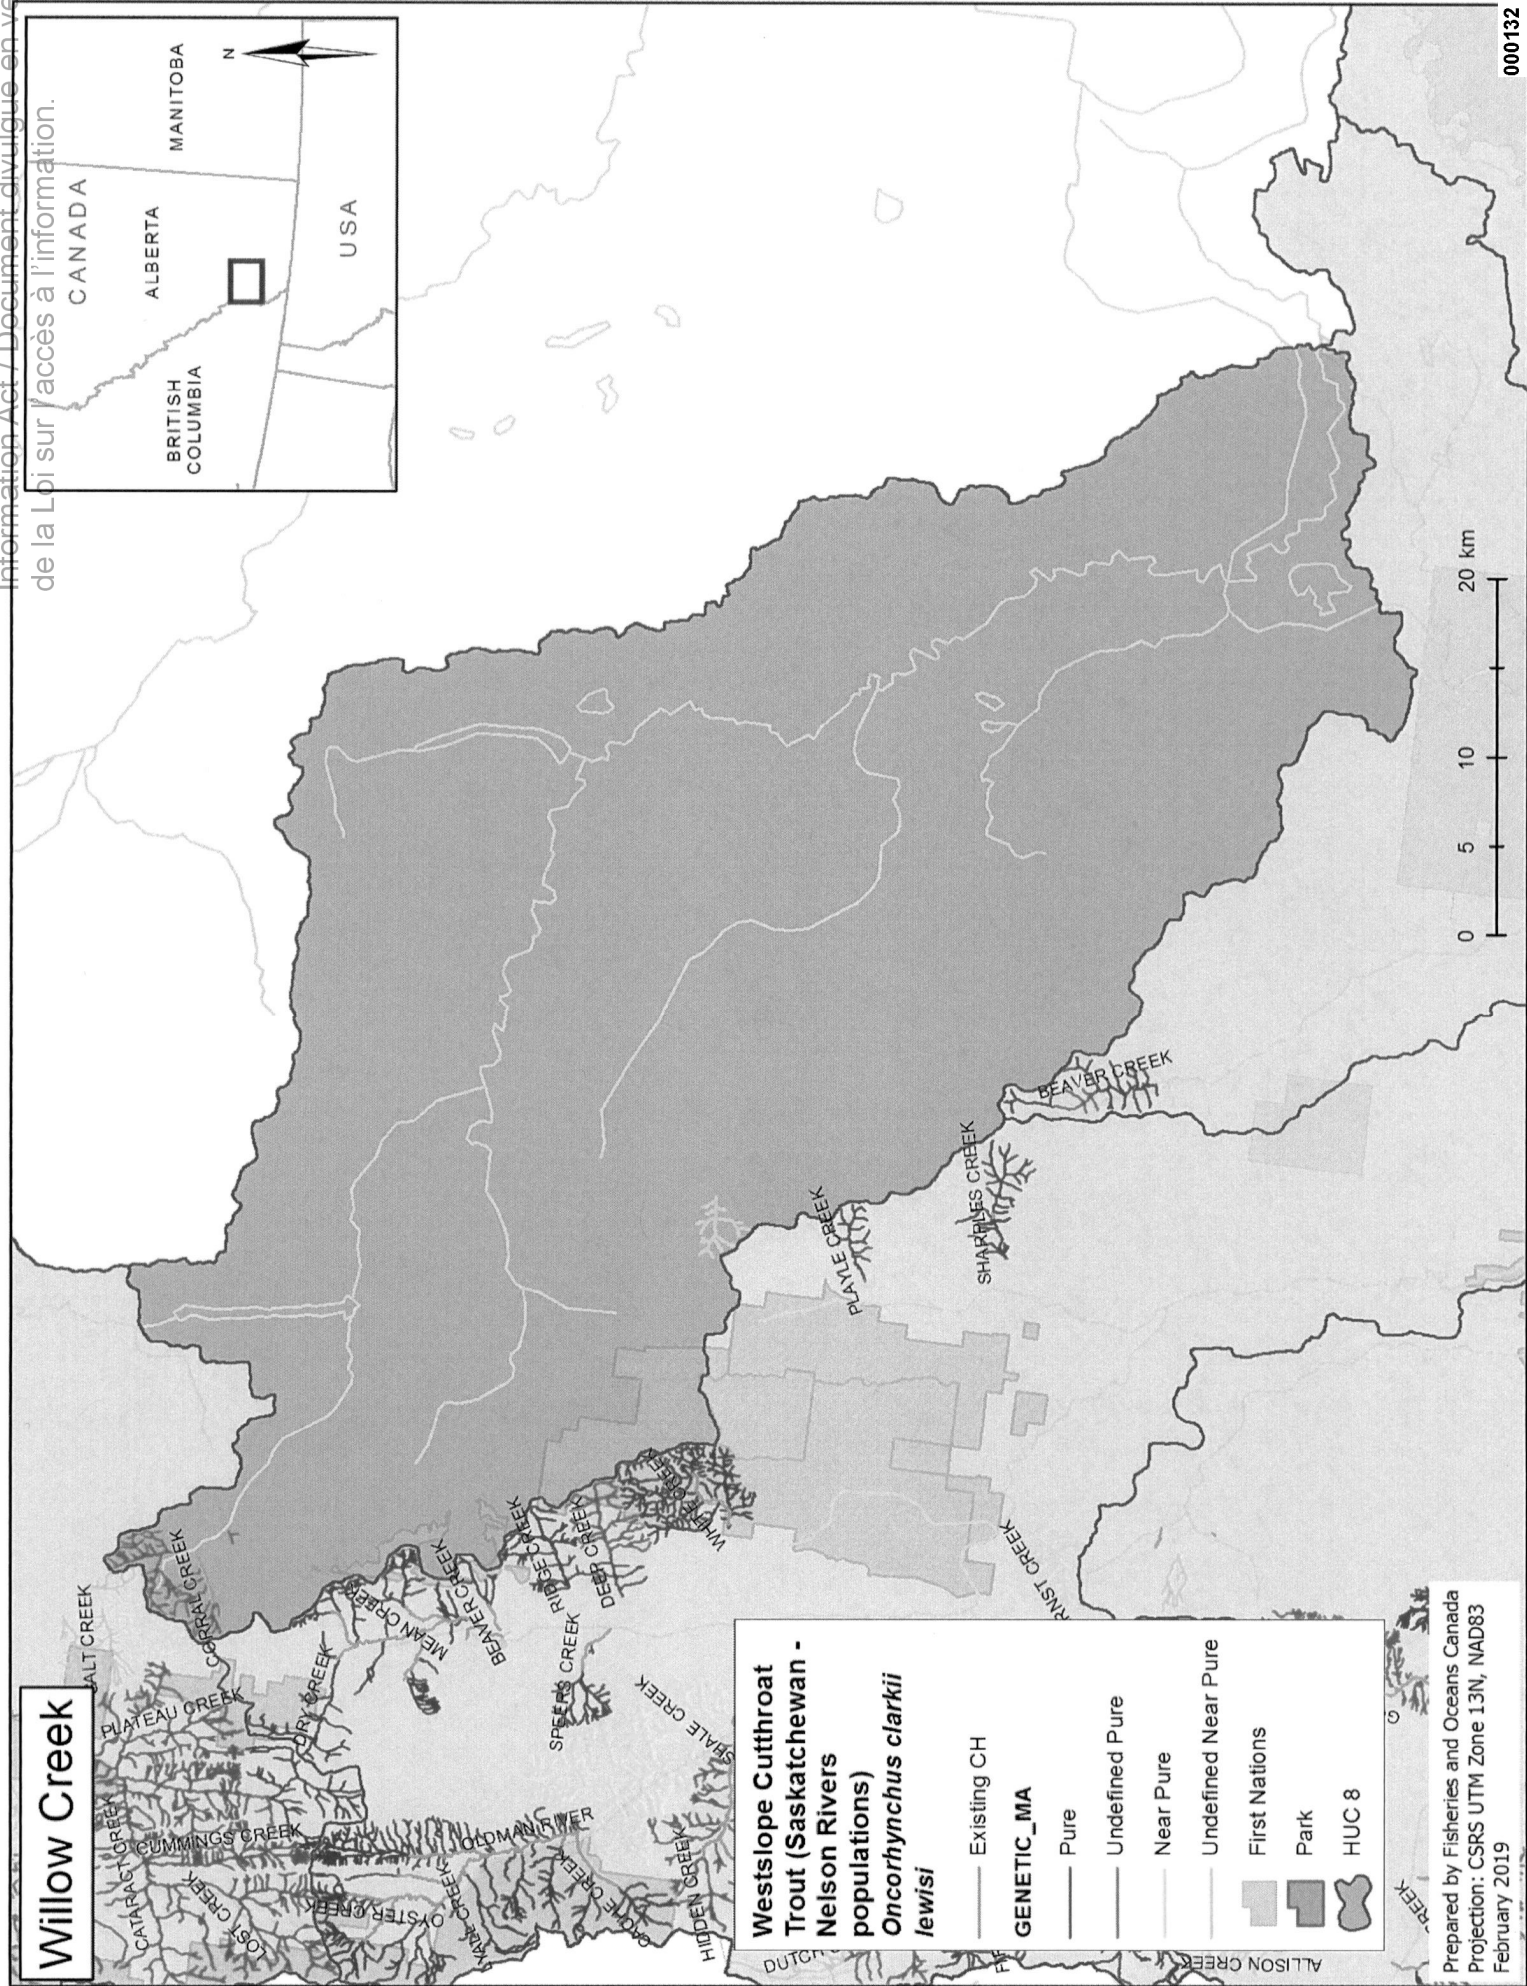 Willow Creek
de la Loi sur l'accès à l'information.
CANADA
BRITISH
COLUMBIA
ALBERTA
MANITOBA
USA
N
CORRAL CREEK
PLATEAU CREEK
DRY CREEK
CATARACT CREEK
CUMMINGS CREEK
LOST CREEK
OYSTER CREEK
OLDMAN RIVER
HIDDEN CREEK
MEAN CREEK
BEAVER CREEK
RIDGE CREEK
DEEP CREEK
WHITE CREEK
SPEERS CREEK
SHALE CREEK
PLAYLE CREEK
SHARPLES CREEK
BEAVER CREEK
ALLISON CREEK
CREEK
Westslope Cutthroat
Trout (Saskatchewan -
Nelson Rivers
populations)
Oncorhynchus clarkii
lewisi
Existing CH
GENETIC_MA
Pure
Undefined Pure
Near Pure
Undefined Near Pure
First Nations
Park
HUC 8
0 5 10 20 km
Prepared by Fisheries and Oceans Canada
Projection: CSRS UTM Zone 13N, NAD83
February 2019
000132